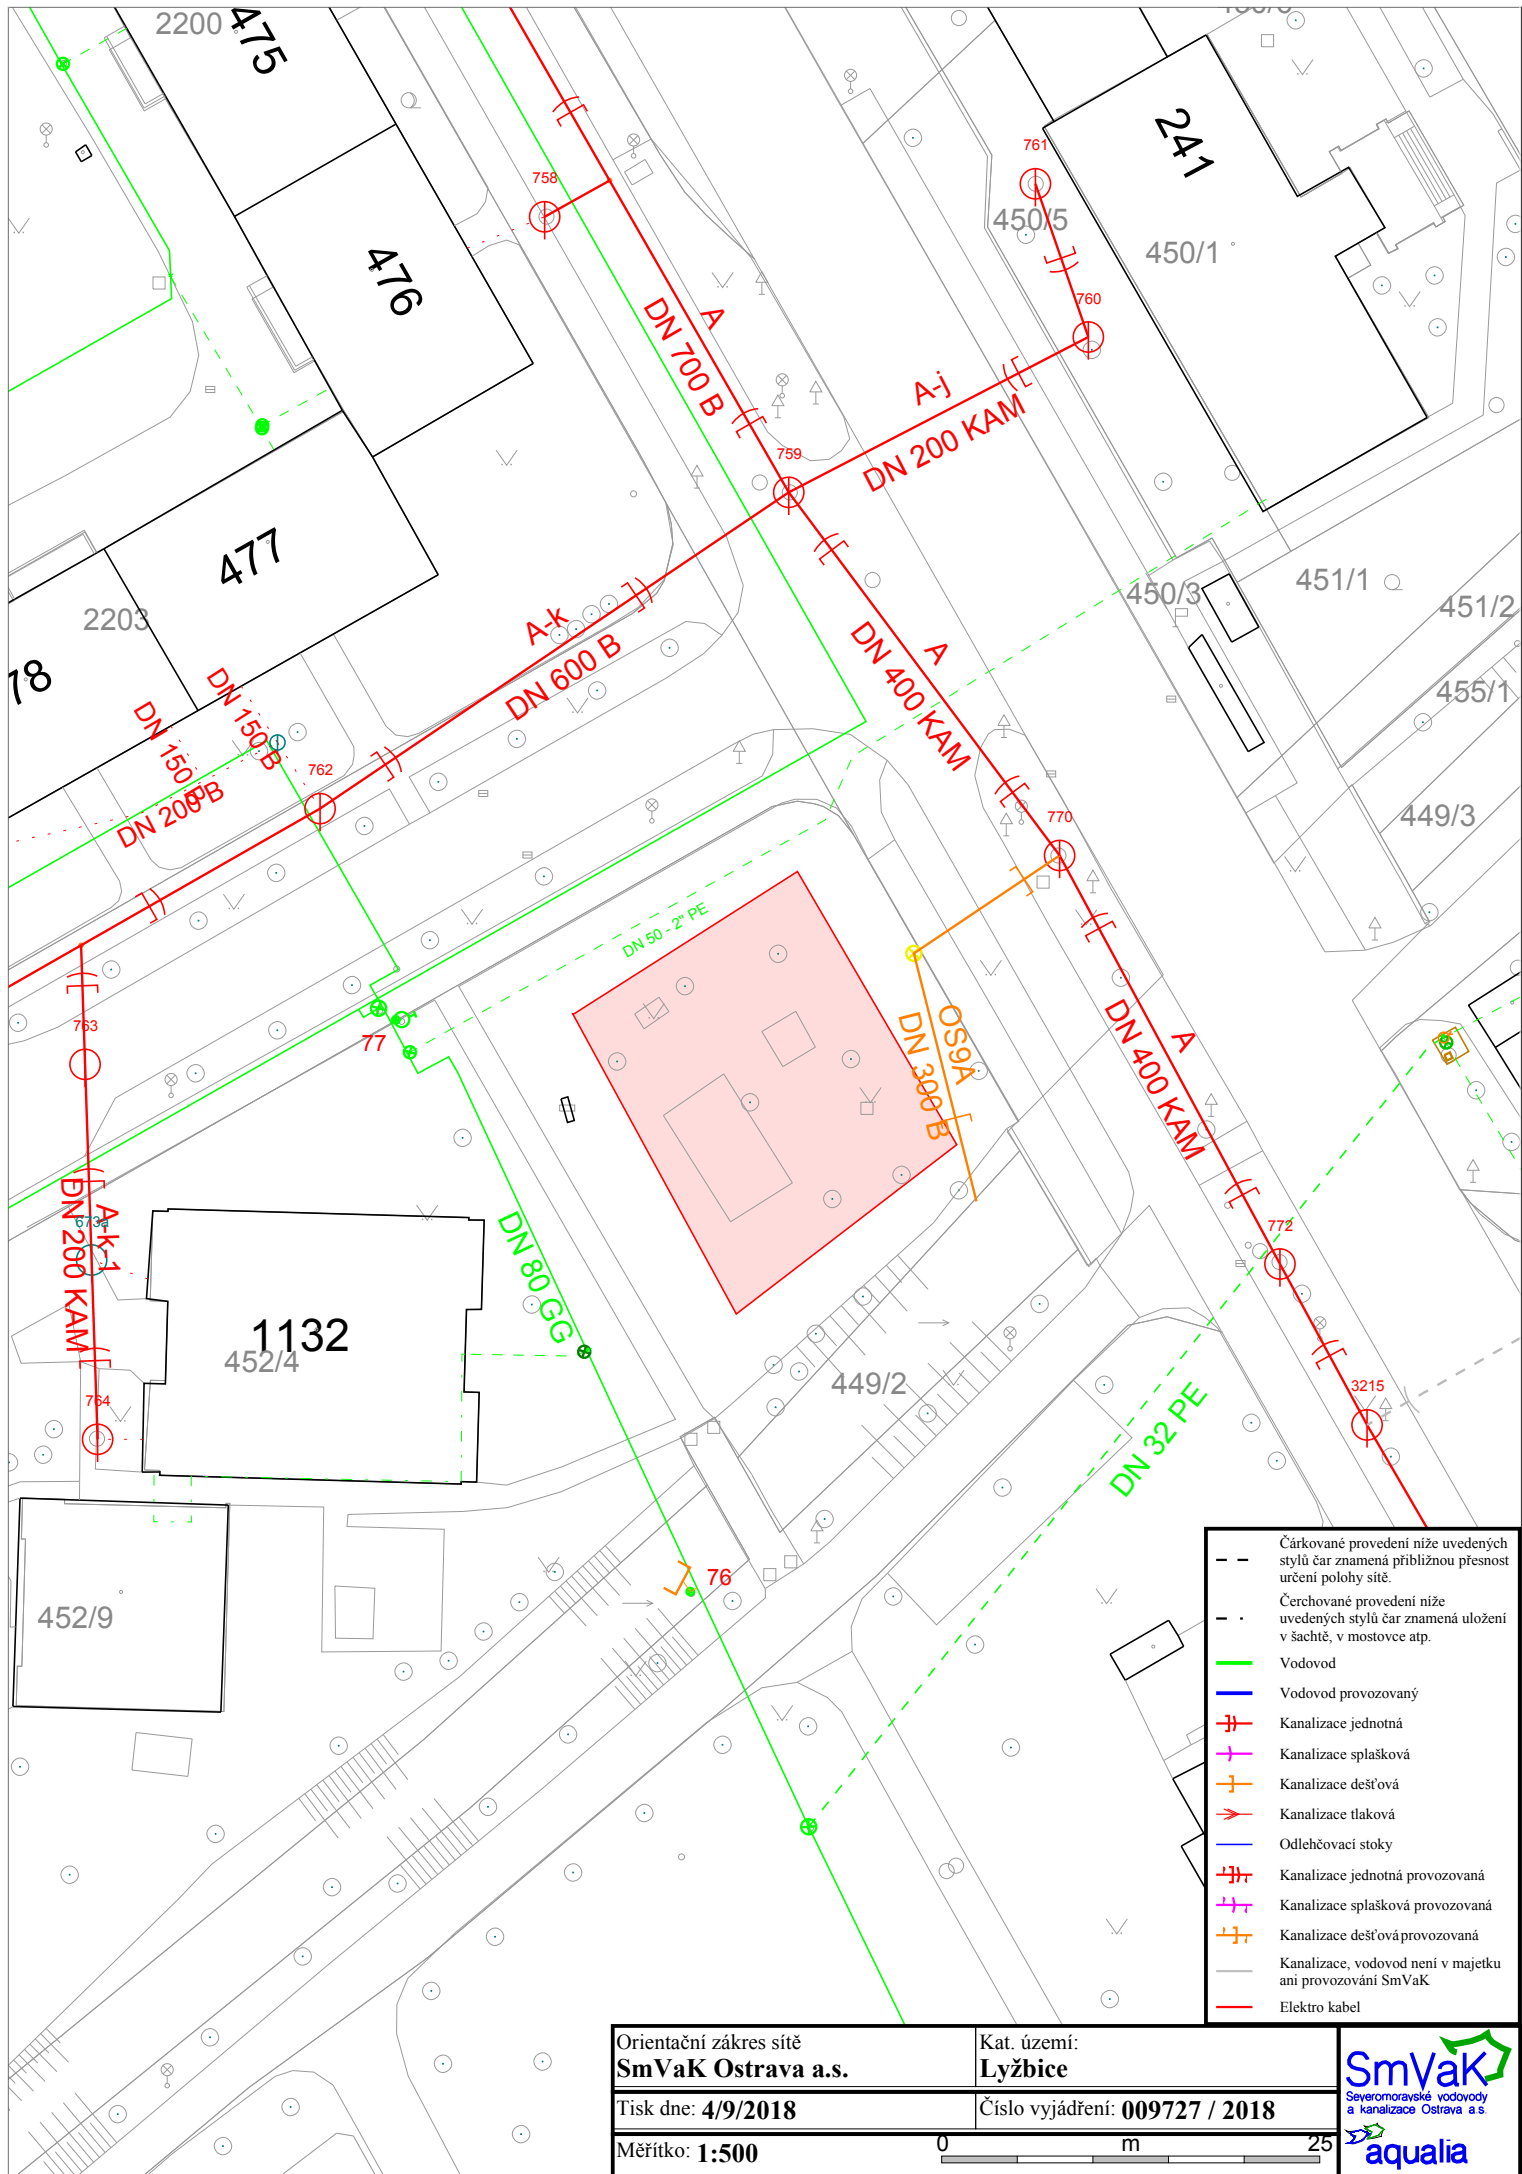 2200
475
758
476
A
DN 700 B
761
241
450/5
450/1
760
A-j
DN 200 KAM
759
477
2203
78
A-k
DN 600 B
DN 150 B
DN 150 B
DN 200 B
762
A
DN 400 KAM
450/3
451/1
451/2
455/1
449/3
770
DN 50 - 2" PE
763
77
OS9A
DN 300 B
A
DN 400 KAM
673a
A-k-1
DN 200 KAM
DN 80 GG
772
1132
452/4
764
449/2
3215
DN 32 PE
76
452/9
Čárkované provedení níže uvedených
stylů čar znamená přibližnou přesnost
určení polohy sítě.
Čerchované provedení níže
uvedených stylů čar znamená uložení
v šachtě, v mostovce atp.
Vodovod
Vodovod provozovaný
Kanalizace jednotná
Kanalizace splašková
Kanalizace dešťová
Kanalizace tlaková
Odlehčovací stoky
Kanalizace jednotná provozovaná
Kanalizace splašková provozovaná
Kanalizace dešťová provozovaná
Kanalizace, vodovod není v majetku
ani provozování SmVaK
Elektro kabel
Orientační zákres sítě
SmVaK Ostrava a.s.
Kat. území:
Lyžbice
Tisk dne: 4/9/2018
Číslo vyjádření: 009727 / 2018
Měřítko: 1:500
0 m 25
SmVaK
Severomoravské vodovody
a kanalizace Ostrava a.s.
aqualia